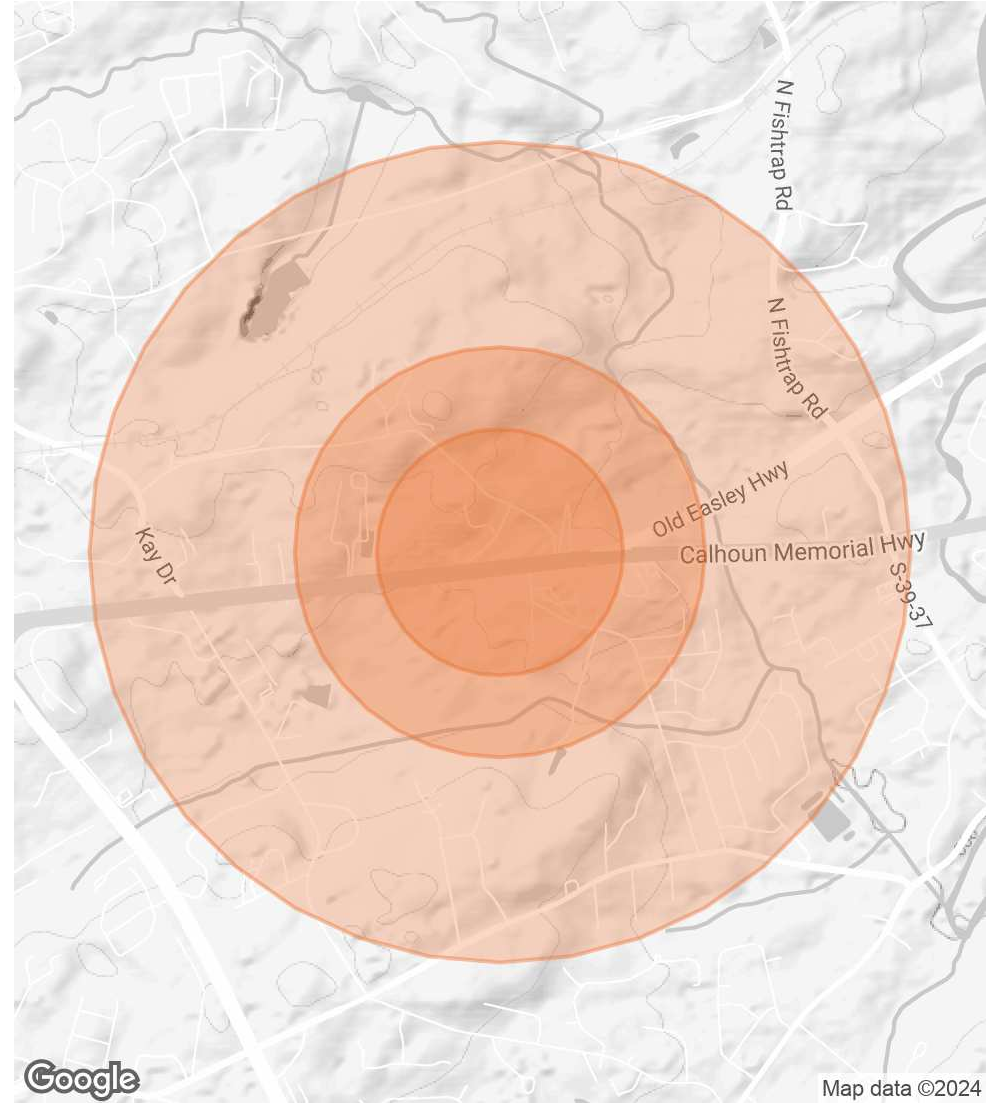 N Fishtrap Rd
N Fishtrap Rd
Old Easley Hwy
Calhoun Memorial Hwy
Kay Dr
S-39-37
Google
Map data ©2024